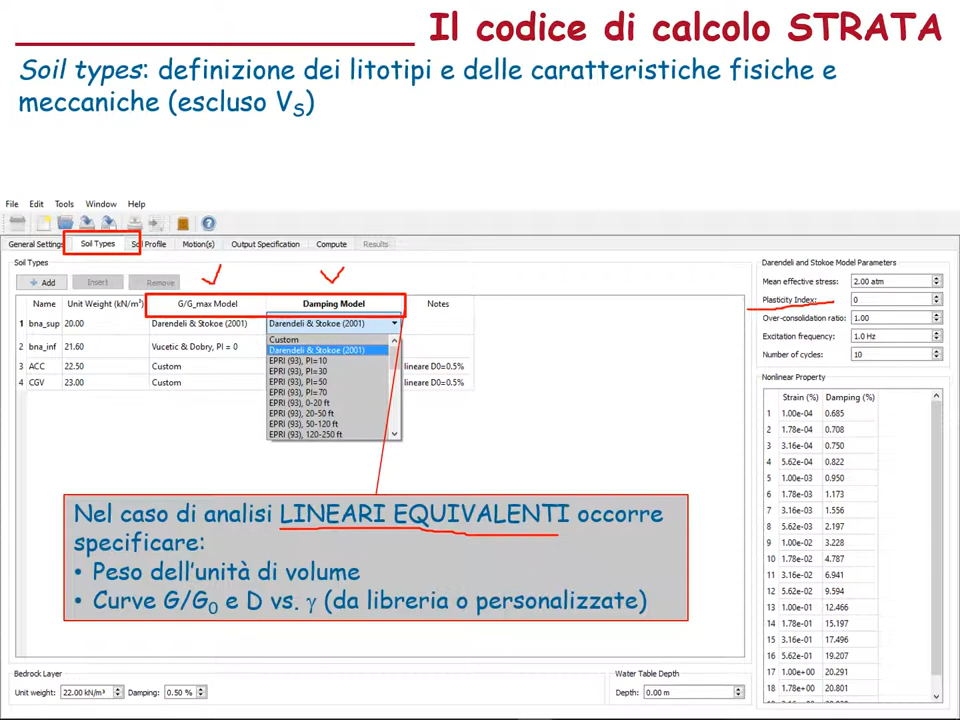 Il codice di calcolo STRATA
Soil types: definizione dei litotipi e delle caratteristiche fisiche e
meccaniche (escluso VS)
File Edit Tools Window Help
General Settings Soil Types Soil Profile Motion(s) Output Specification Compute Results
Soil Types
Add Insert Remove
Name Unit Weight (kN/m³) G/G_max Model Damping Model Notes
1 bna_sup 20.00 Darendeli & Stokoe (2001) Darendeli & Stokoe (2001)
Custom
Darendeli & Stokoe (2001)
2 bna_inf 21.60 Vucetic & Dobry, PI = 0
EPRI (93), PI=10
3 ACC 22.50 Custom lineare D0=0.5%
EPRI (93), PI=30
4 CGV 23.00 Custom lineare D0=0.5%
EPRI (93), PI=50
EPRI (93), PI=70
EPRI (93), 0-20 ft
EPRI (93), 20-50 ft
EPRI (93), 50-120 ft
EPRI (93), 120-250 ft
Nel caso di analisi LINEARI EQUIVALENTI occorre
specificare:
• Peso dell'unità di volume
• Curve G/G0 e D vs. γ (da libreria o personalizzate)
Bedrock Layer
Unit weight: 22.00 kN/m³ Damping: 0.50 %
Water Table Depth
Depth: 0.00 m
Darendeli and Stokoe Model Parameters
Mean effective stress: 2.00 atm
Plasticity Index: 0
Over-consolidation ratio: 1.00
Excitation frequency: 1.0 Hz
Number of cycles: 10
Nonlinear Property
Strain (%) Damping (%)
1 1.00e-04 0.685
2 1.78e-04 0.708
3 3.16e-04 0.750
4 5.62e-04 0.822
5 1.00e-03 0.950
6 1.78e-03 1.173
7 3.16e-03 1.556
8 5.62e-03 2.197
9 1.00e-02 3.228
10 1.78e-02 4.787
11 3.16e-02 6.941
12 5.62e-02 9.594
13 1.00e-01 12.466
14 1.78e-01 15.197
15 3.16e-01 17.496
16 5.62e-01 19.207
17 1.00e+00 20.291
18 1.78e+00 20.801